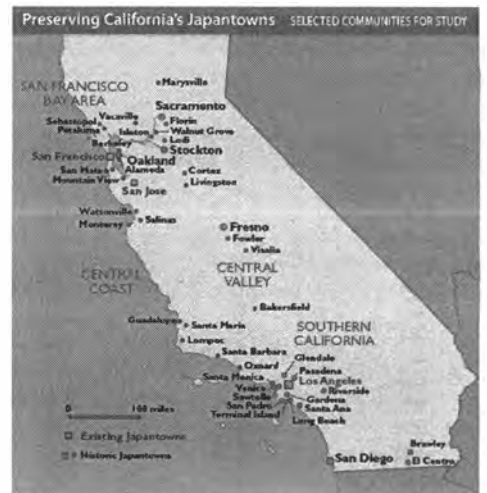 Preserving California's Japantowns SELECTED COMMUNITIES FOR STUDY
Marysville
SAN FRANCISCO
BAY AREA
Sacramento
Vacaville
Florin
Sebastopol
Isleton
Walnut Grove
Petaluma
Lodi
Berkeley
Stockton
San Francisco
Oakland
San Mateo
Alameda
Cortez
Mountain View
Livingston
San Jose
Watsonville
Salinas
Monterey
Fresno
Fowler
Visalia
CENTRAL
COAST
CENTRAL
VALLEY
Bakersfield
Guadalupe
Santa Maria
SOUTHERN
CALIFORNIA
Lompoc
Santa Barbara
Glendale
Oxnard
Pasadena
Santa Monica
Los Angeles
Venice
Riverside
Sawtelle
Gardena
San Pedro
Santa Ana
Terminal Island
Long Beach
0 100 miles
Existing Japantowns
Historic Japantowns
San Diego
Brawley
El Centro